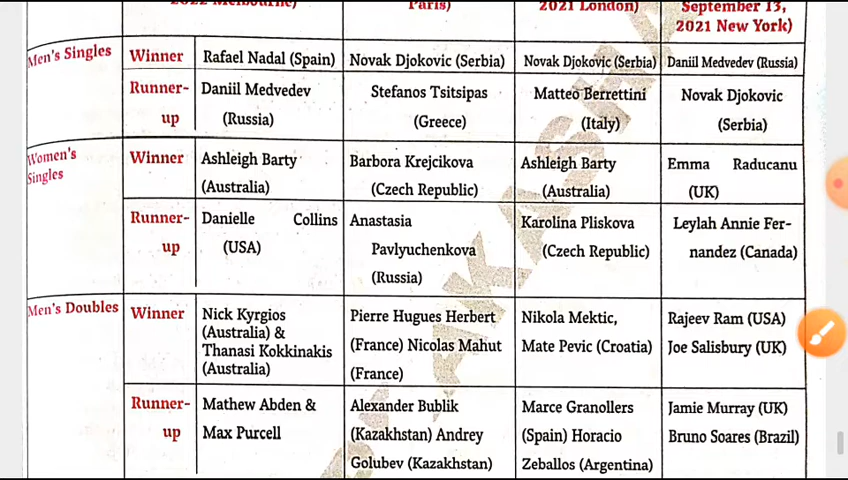 2022 Melbourne)
Paris)
2021 London)
September 13,
2021 New York)
Men's Singles
Winner
Rafael Nadal (Spain)
Novak Djokovic (Serbia)
Novak Djokovic (Serbia)
Daniil Medvedev (Russia)
Runner-
up
Daniil Medvedev
(Russia)
Stefanos Tsitsipas
(Greece)
Matteo Berrettini
(Italy)
Novak Djokovic
(Serbia)
Women's
Singles
Winner
Ashleigh Barty
(Australia)
Barbora Krejcikova
(Czech Republic)
Ashleigh Barty
(Australia)
Emma Raducanu
(UK)
Runner-
up
Danielle Collins
(USA)
Anastasia
Pavlyuchenkova
(Russia)
Karolina Pliskova
(Czech Republic)
Leylah Annie Fer-
nandez (Canada)
Men's Doubles
Winner
Nick Kyrgios
(Australia) &
Thanasi Kokkinakis
(Australia)
Pierre Hugues Herbert
(France) Nicolas Mahut
(France)
Nikola Mektic,
Mate Pevic (Croatia)
Rajeev Ram (USA)
Joe Salisbury (UK)
Runner-
up
Mathew Abden &
Max Purcell
Alexander Bublik
(Kazakhstan) Andrey
Golubev (Kazakhstan)
Marce Granollers
(Spain) Horacio
Zeballos (Argentina)
Jamie Murray (UK)
Bruno Soares (Brazil)